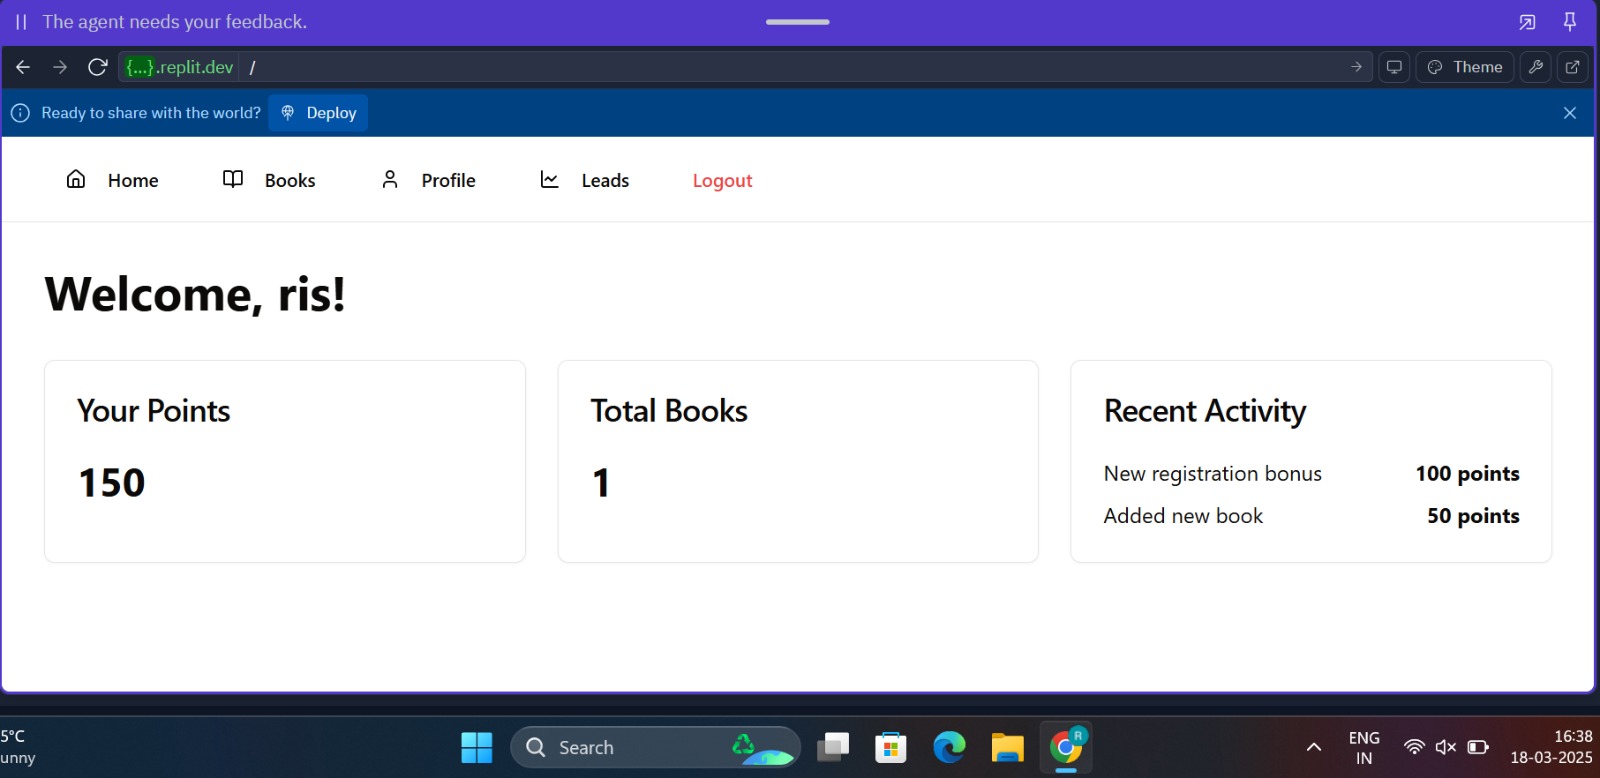 The agent needs your feedback.
{...}.replit.dev / Theme
Ready to share with the world? Deploy
Home Books Profile Leads Logout
Welcome, ris!
Your Points
150
Total Books
1
Recent Activity
New registration bonus 100 points
Added new book 50 points
5°C
unny
Search
R
ENG
IN
16:38
18-03-2025